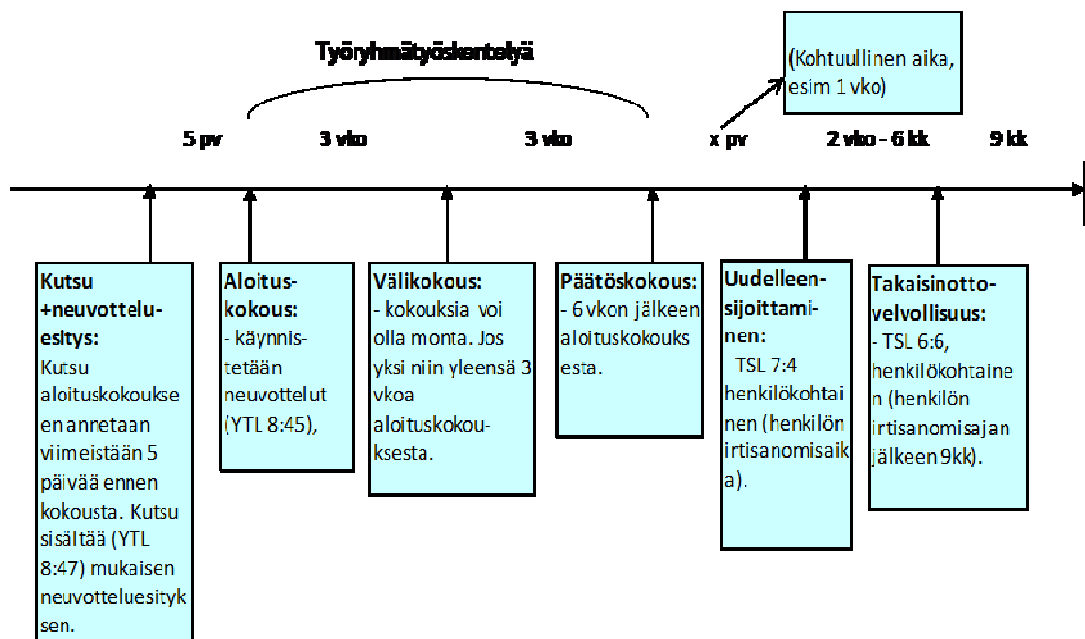 Työryhmätyöskentelyä
(Kohtuullinen aika,
esim 1 vko)
5 pv
3 vko
3 vko
x pv
2 vko - 6 kk
9 kk
Kutsu
+neuvottelu-
esitys:
Kutsu
aloituskokoukse
en annetaan
viimeistään 5
päivää ennen
kokousta. Kutsu
sisältää (YTL
8:47) mukaisen
neuvotteluesityk
sen.
Aloitus-
kokous:
- käynnis-
tetään
neuvottelut
(YTL 8:45),
Välikokous:
- kokouksia voi
olla monta. Jos
yksi niin yleensä 3
vkoa
aloituskokou-
ksesta.
Päätöskokous:
- 6 vkon jälkeen
aloituskokouks
esta.
Uudelleen-
sijoittami-
nen:
TSL 7:4
henkilökohtai
nen (henkilön
irtisanomisaik
a).
Takaisinotto-
velvollisuus:
- TSL 6:6,
henkilökohtaine
n (henkilön
irtisanomisajan
jälkeen 9kk).